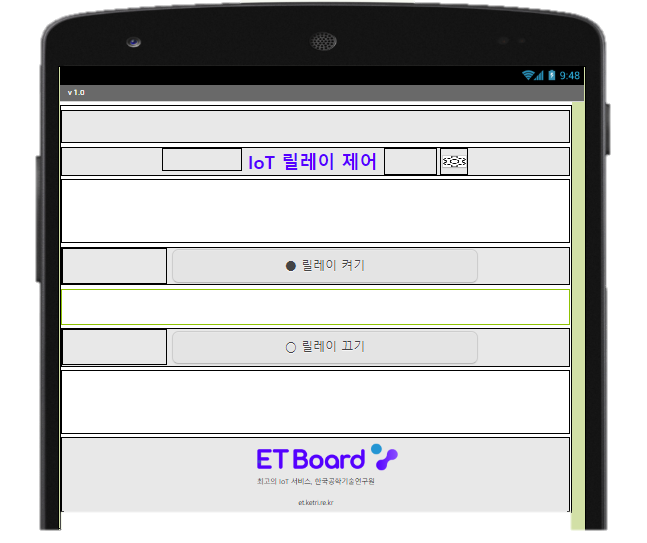 9:48
v 1.0
IoT 릴레이 제어
● 릴레이 켜기
○ 릴레이 끄기
ET Board
최고의 IoT 서비스, 한국공학기술연구원
et.ketri.re.kr